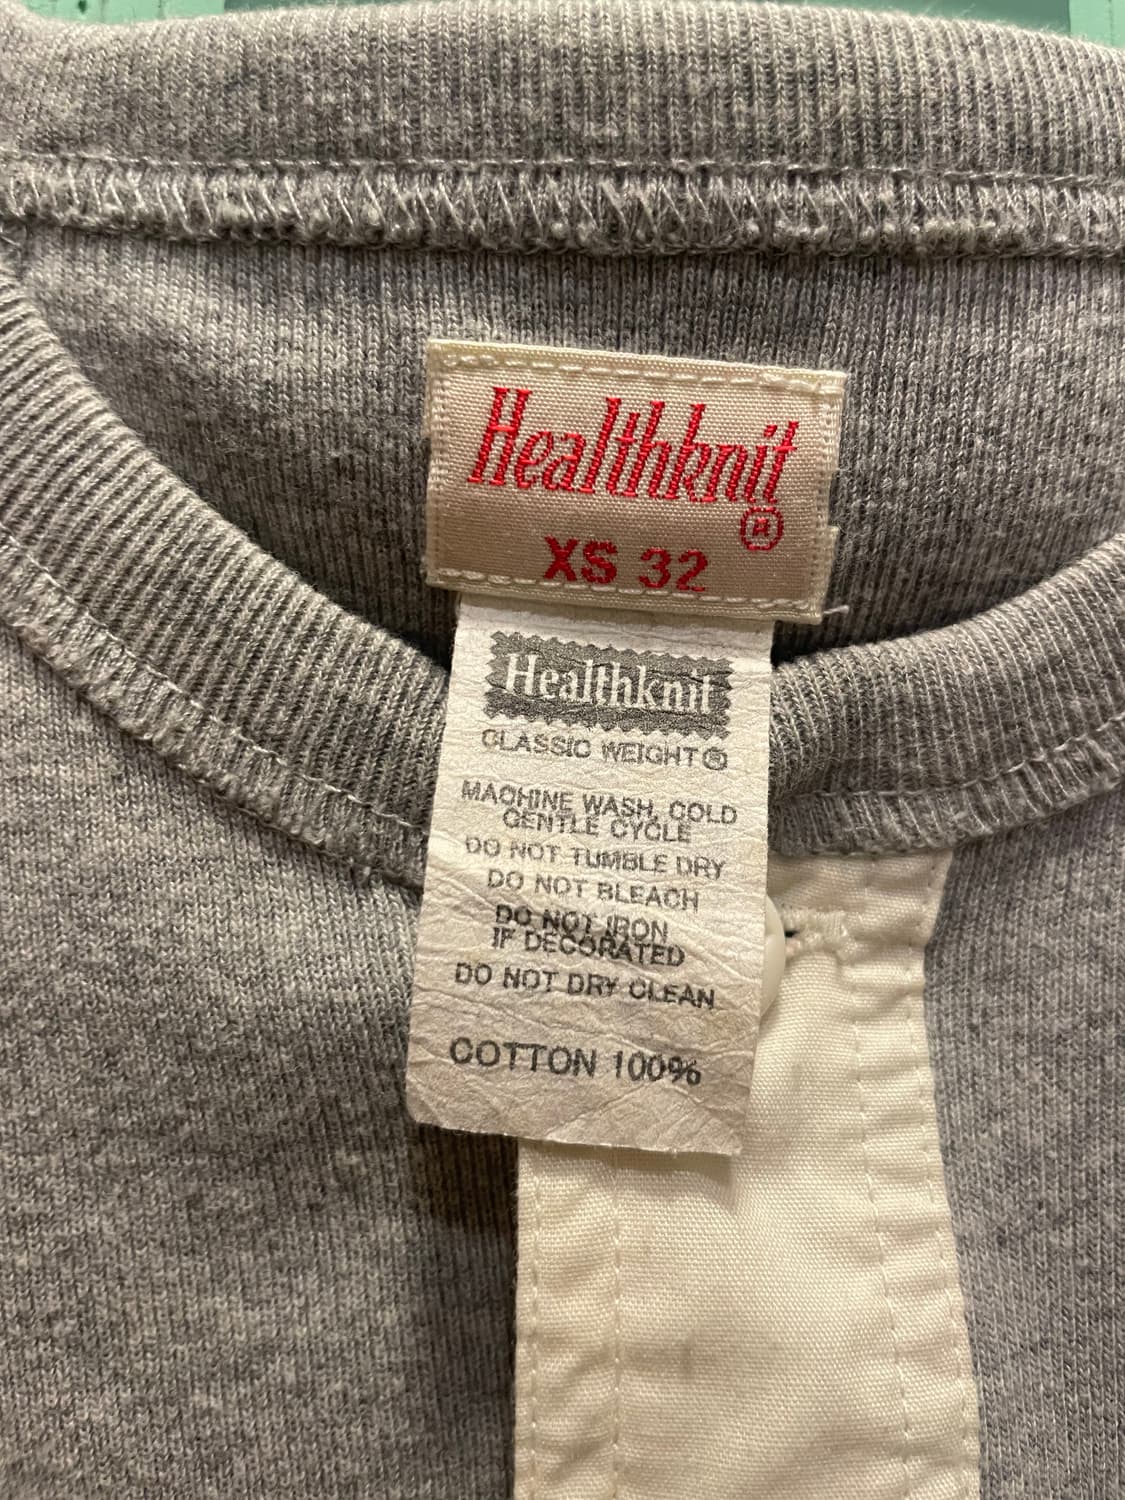 Healthknit
®
XS 32
Healthknit
CLASSIC WEIGHT®
MACHINE WASH, COLD
GENTLE CYCLE
DO NOT TUMBLE DRY
DO NOT BLEACH
DO NOT IRON
IF DECORATED
DO NOT DRY CLEAN
COTTON 100%